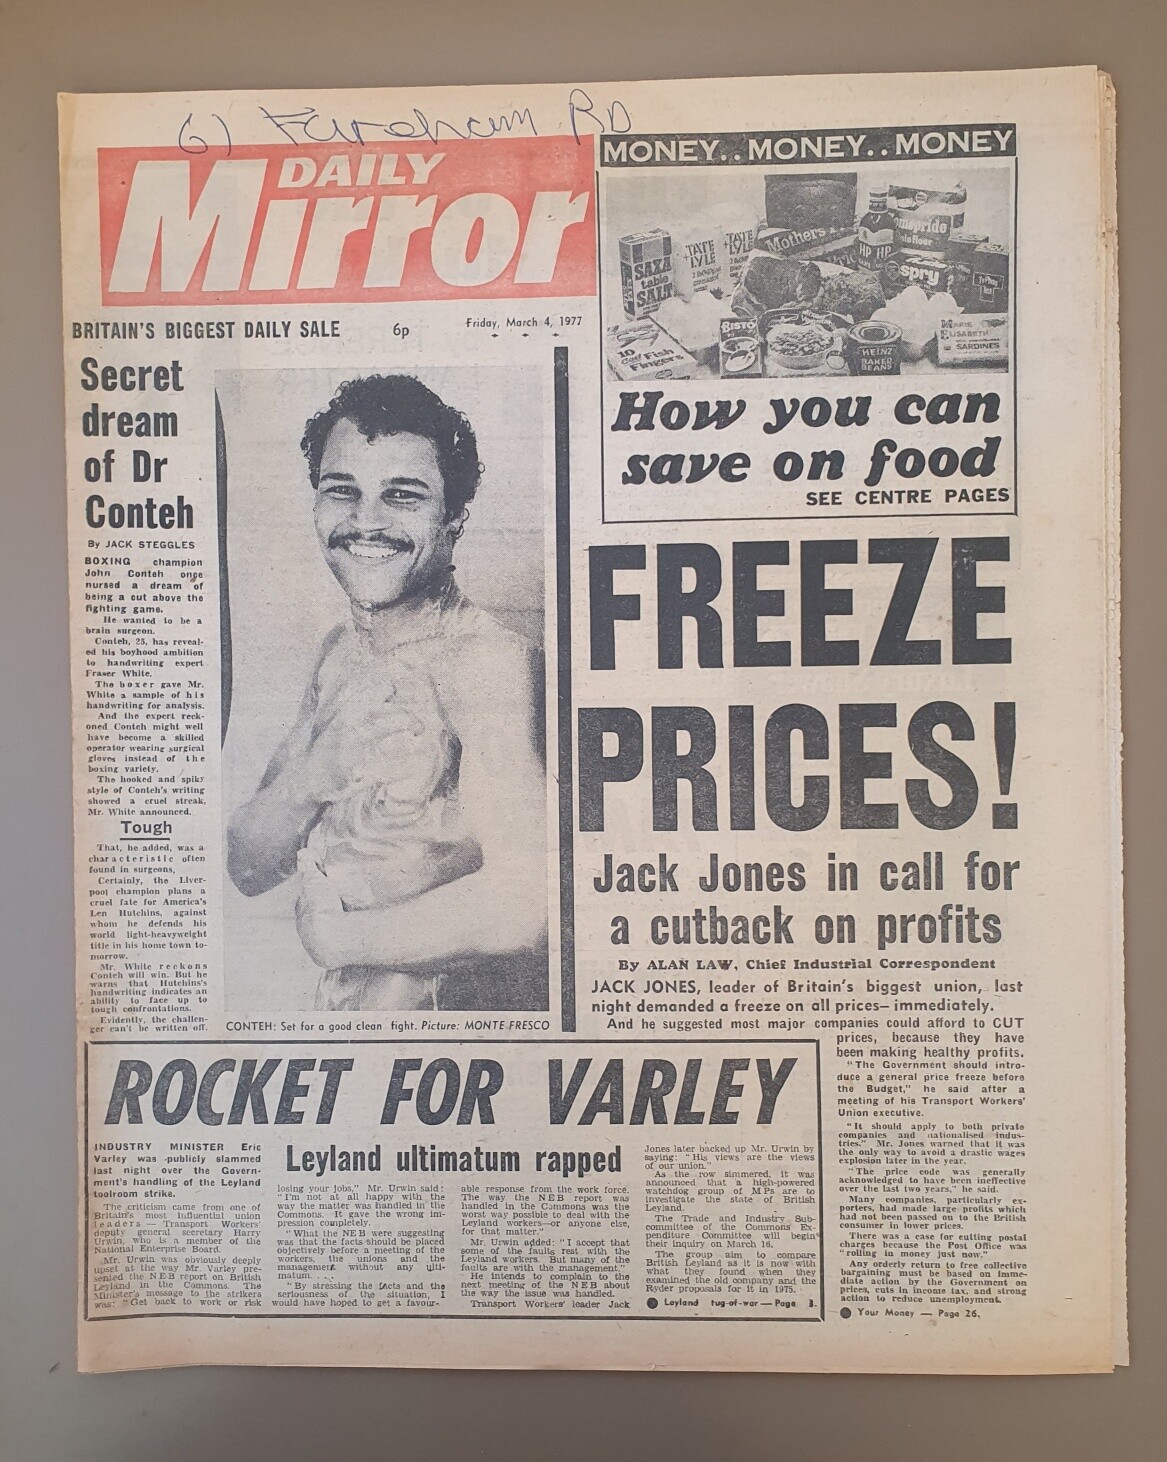 61 Fareham RD
DAILY
Mirror
BRITAIN'S BIGGEST DAILY SALE 6p Friday, March 4, 1977
MONEY.. MONEY.. MONEY
SAXA
table
SALT
TATE
+LYLE
TATE
+LYLE
Mothers
HP HP
spry
10
Cod Fish
Fingers
BISTO
HEINZ
BAKED
BEANS
MARIE
ELISABETH
SARDINES
How you can
save on food
SEE CENTRE PAGES
Secret
dream
of Dr
Conteh
By JACK STEGGLES
BOXING champion
John Conteh once
nursed a dream of
being a cut above the
fighting game.
He wanted to be a
brain surgeon.
Conteh, 25, has reveal-
ed his boyhood ambition
to handwriting expert
Fraser White.
The boxer gave Mr.
White a sample of his
handwriting for analysis.
And the expert reck-
oned Conteh might well
have become a skilled
operator wearing surgical
gloves instead of the
boxing variety.
The hooked and spiky
style of Conteh's writing
showed a cruel streak,
Mr. White announced.
Tough
That, he added, was a
characteristic often
found in surgeons.
Certainly, the Liver-
pool champion plans a
cruel fate for America's
Len Hutchins, against
whom he defends his
world light-heavyweight
title in his home town to-
morrow.
Mr. White reckons
Conteh will win. But he
warns that Hutchins's
handwriting indicates an
ability to face up to
tough confrontations.
Evidently, the challen-
ger can't be written off.
CONTEH: Set for a good clean fight. Picture: MONTE FRESCO
FREEZE
PRICES!
Jack Jones in call for
a cutback on profits
By ALAN LAW, Chief Industrial Correspondent
JACK JONES, leader of Britain's biggest union, last
night demanded a freeze on all prices—immediately.
And he suggested most major companies could afford to CUT
prices, because they have
been making healthy profits.
"The Government should intro-
duce a general price freeze before
the Budget," he said after a
meeting of his Transport Workers'
Union executive.
"It should apply to both private
companies and nationalised indus-
tries." Mr. Jones warned that it was
the only way to avoid a drastic wages
explosion later in the year.
"The price code was generally
acknowledged to have been ineffective
over the last two years," he said.
Many companies, particularly ex-
porters, had made large profits which
had not been passed on to the British
consumer in lower prices.
There was a case for cutting postal
charges because the Post Office was
"rolling in money just now."
Any orderly return to free collective
bargaining must be based on imme-
diate action by the Government on
prices, cuts in income tax, and strong
action to reduce unemployment.
● Your Money — Page 26.
ROCKET FOR VARLEY
INDUSTRY MINISTER Eric
Varley was publicly slammed
last night over the Govern-
ment's handling of the Leyland
toolroom strike.
The criticism came from one of
Britain's most influential union
leaders — Transport Workers'
deputy general secretary Harry
Urwin, who is a member of the
National Enterprise Board.
Mr. Urwin was obviously deeply
upset at the way Mr. Varley pre-
sented the NEB report on British
Leyland in the Commons. The
Minister's message to the strikers
was: "Get back to work or risk
Leyland ultimatum rapped
losing your jobs," Mr. Urwin said:
"I'm not at all happy with the
way the matter was handled in the
Commons. It gave the wrong im-
pression completely.
"What the NEB were suggesting
was that the facts should be placed
objectively before a meeting of the
workers, the unions and the
management without any ulti-
matum. . . .
"By stressing the facts and the
seriousness of the situation, I
would have hoped to get a favour-
able response from the work force.
The way the NEB report was
handled in the Commons was the
worst way possible to deal with the
Leyland workers—or anyone else,
for that matter."
Mr. Urwin added: "I accept that
some of the faults rest with the
Leyland workers. But many of the
faults are with the management."
He intends to complain to the
next meeting of the NEB about
the way the issue was handled.
Transport Workers' leader Jack
Jones later backed up Mr. Urwin by
saying: "His views are the views
of our union."
As the row simmered, it was
announced that a high-powered
watchdog group of MPs are to
investigate the state of British
Leyland.
The Trade and Industry Sub-
committee of the Commons Ex-
penditure Committee will begin
their inquiry on March 16.
The group aim to compare
British Leyland as it is now with
what they found when they
examined the old company and the
Ryder proposals for it in 1975.
● Leyland tug-of-war — Page 3.